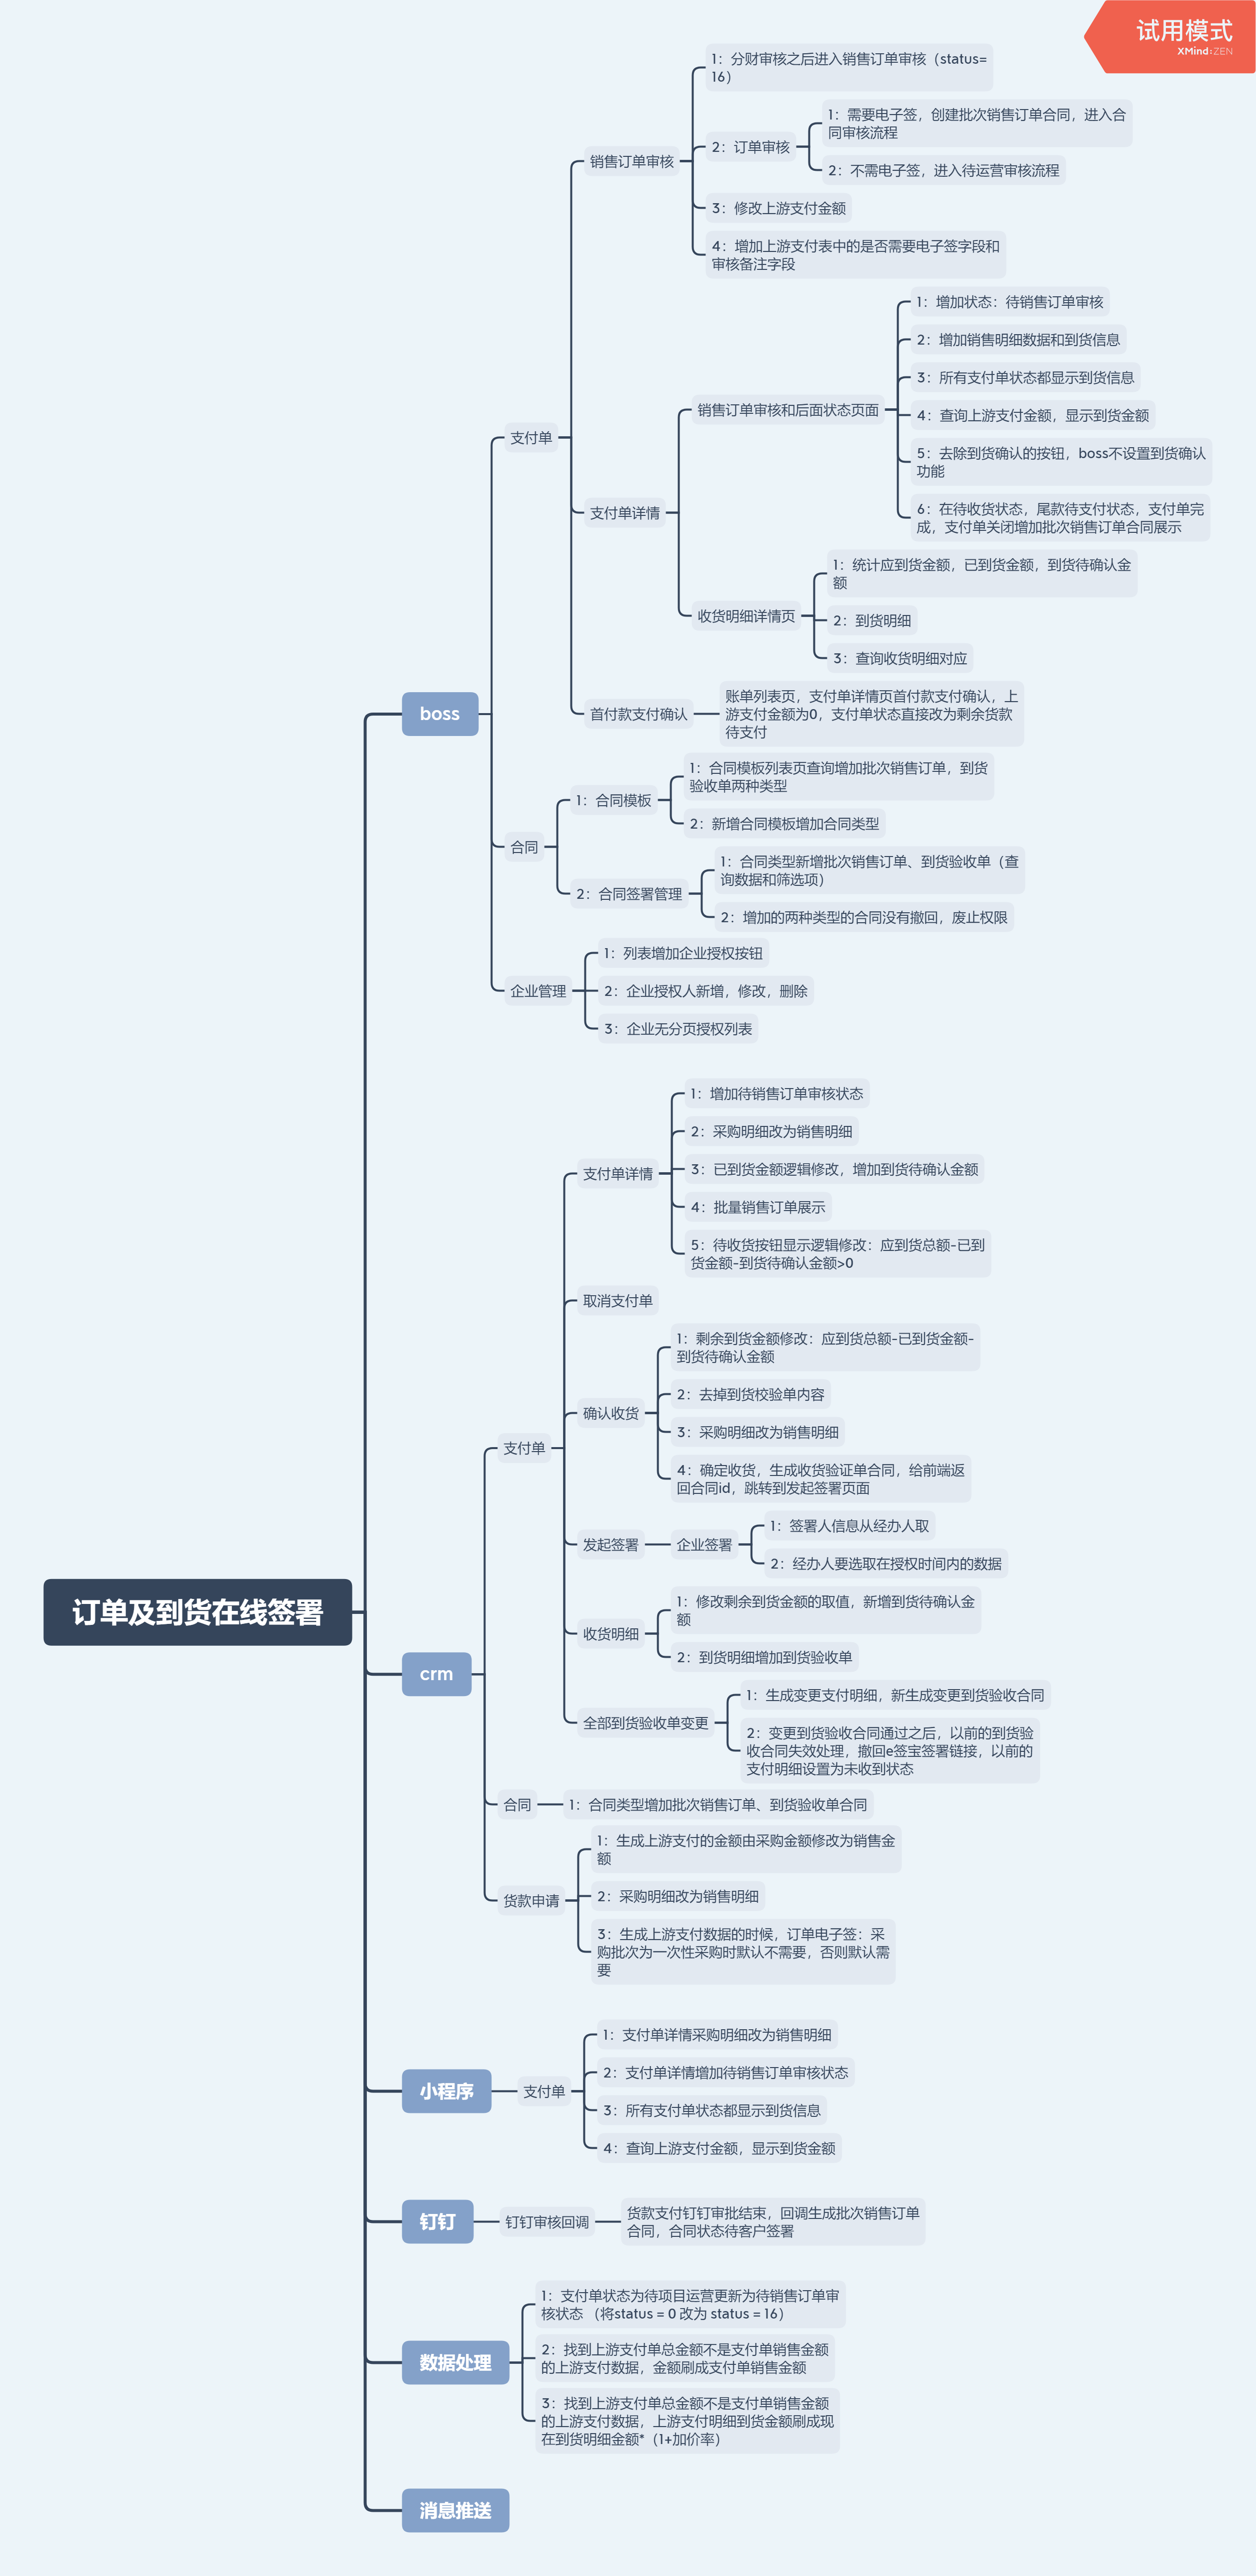 试用模式
XMind:ZEN
订单及到货在线签署
boss
支付单
销售订单审核
1：分财审核之后进入销售订单审核（status=
16）
2：订单审核
1：需要电子签，创建批次销售订单合同，进入合
同审核流程
2：不需电子签，进入待运营审核流程
3：修改上游支付金额
4：增加上游支付表中的是否需要电子签字段和
审核备注字段
支付单详情
销售订单审核和后面状态页面
1：增加状态：待销售订单审核
2：增加销售明细数据和到货信息
3：所有支付单状态都显示到货信息
4：查询上游支付金额，显示到货金额
5：去除到货确认的按钮，boss不设置到货确认
功能
6：在待收货状态，尾款待支付状态，支付单完
成，支付单关闭增加批次销售订单合同展示
收货明细详情页
1：统计应到货金额，已到货金额，到货待确认金
额
2：到货明细
3：查询收货明细对应
首付款支付确认
账单列表页，支付单详情页首付款支付确认，上
游支付金额为0，支付单状态直接改为剩余货款
待支付
合同
1：合同模板
1：合同模板列表页查询增加批次销售订单，到货
验收单两种类型
2：新增合同模板增加合同类型
2：合同签署管理
1：合同类型新增批次销售订单、到货验收单（查
询数据和筛选项）
2：增加的两种类型的合同没有撤回，废止权限
企业管理
1：列表增加企业授权按钮
2：企业授权人新增，修改，删除
3：企业无分页授权列表
crm
支付单
支付单详情
1：增加待销售订单审核状态
2：采购明细改为销售明细
3：已到货金额逻辑修改，增加到货待确认金额
4：批量销售订单展示
5：待收货按钮显示逻辑修改：应到货总额-已到
货金额-到货待确认金额>0
取消支付单
确认收货
1：剩余到货金额修改：应到货总额-已到货金额-
到货待确认金额
2：去掉到货校验单内容
3：采购明细改为销售明细
4：确定收货，生成收货验证单合同，给前端返
回合同id，跳转到发起签署页面
发起签署
企业签署
1：签署人信息从经办人取
2：经办人要选取在授权时间内的数据
收货明细
1：修改剩余到货金额的取值，新增到货待确认金
额
2：到货明细增加到货验收单
全部到货验收单变更
1：生成变更支付明细，新生成变更到货验收合同
2：变更到货验收合同通过之后，以前的到货验
收合同失效处理，撤回e签宝签署链接，以前的
支付明细设置为未收到状态
合同
1：合同类型增加批次销售订单、到货验收单合同
货款申请
1：生成上游支付的金额由采购金额修改为销售金
额
2：采购明细改为销售明细
3：生成上游支付数据的时候，订单电子签：采
购批次为一次性采购时默认不需要，否则默认需
要
小程序
支付单
1：支付单详情采购明细改为销售明细
2：支付单详情增加待销售订单审核状态
3：所有支付单状态都显示到货信息
4：查询上游支付金额，显示到货金额
钉钉
钉钉审核回调
货款支付钉钉审批结束，回调生成批次销售订单
合同，合同状态待客户签署
数据处理
1：支付单状态为待项目运营更新为待销售订单审
核状态 （将status = 0 改为 status = 16）
2：找到上游支付单总金额不是支付单销售金额
的上游支付数据，金额刷成支付单销售金额
3：找到上游支付单总金额不是支付单销售金额
的上游支付数据，上游支付明细到货金额刷成现
在到货明细金额*（1+加价率）
消息推送